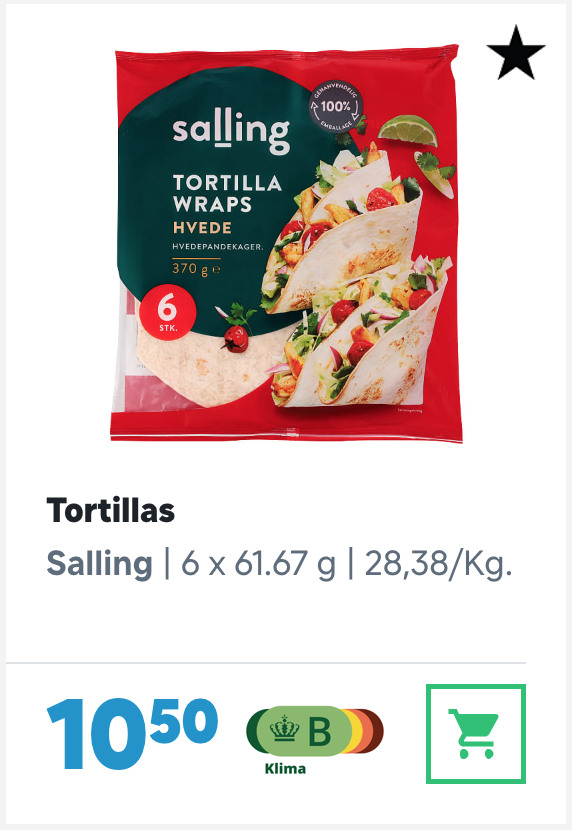 GENANVENDELIG
100%
EMBALLAGE
salling
TORTILLA
WRAPS
HVEDE
HVEDEPANDEKAGER.
370 g ℮
6
STK.
Tortillas
Salling | 6 x 61.67 g | 28,38/Kg.
10⁵⁰
B
Klima